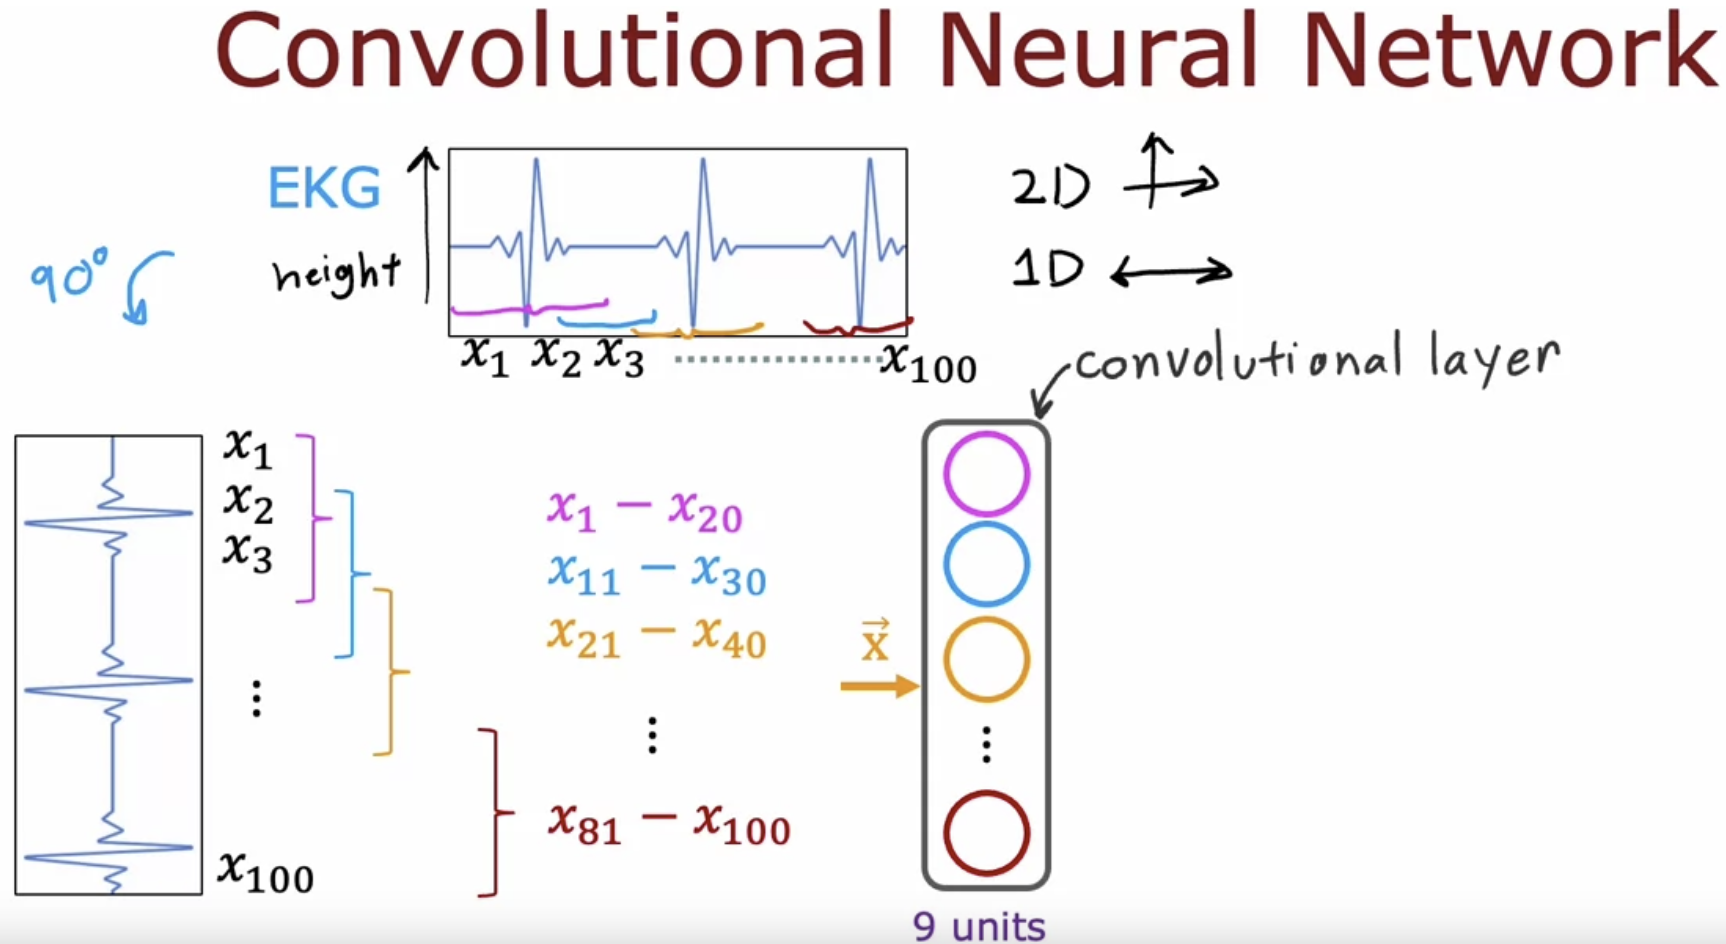 Convolutional Neural Network
EKG
height
90°
2D
1D
x₁ x₂ x₃ ............ x₁₀₀
convolutional layer
x₁
x₂
x₃
⋮
x₁₀₀
x₁ − x₂₀
x₁₁ − x₃₀
x₂₁ − x₄₀
⋮
x₈₁ − x₁₀₀
x⃗
⋮
9 units